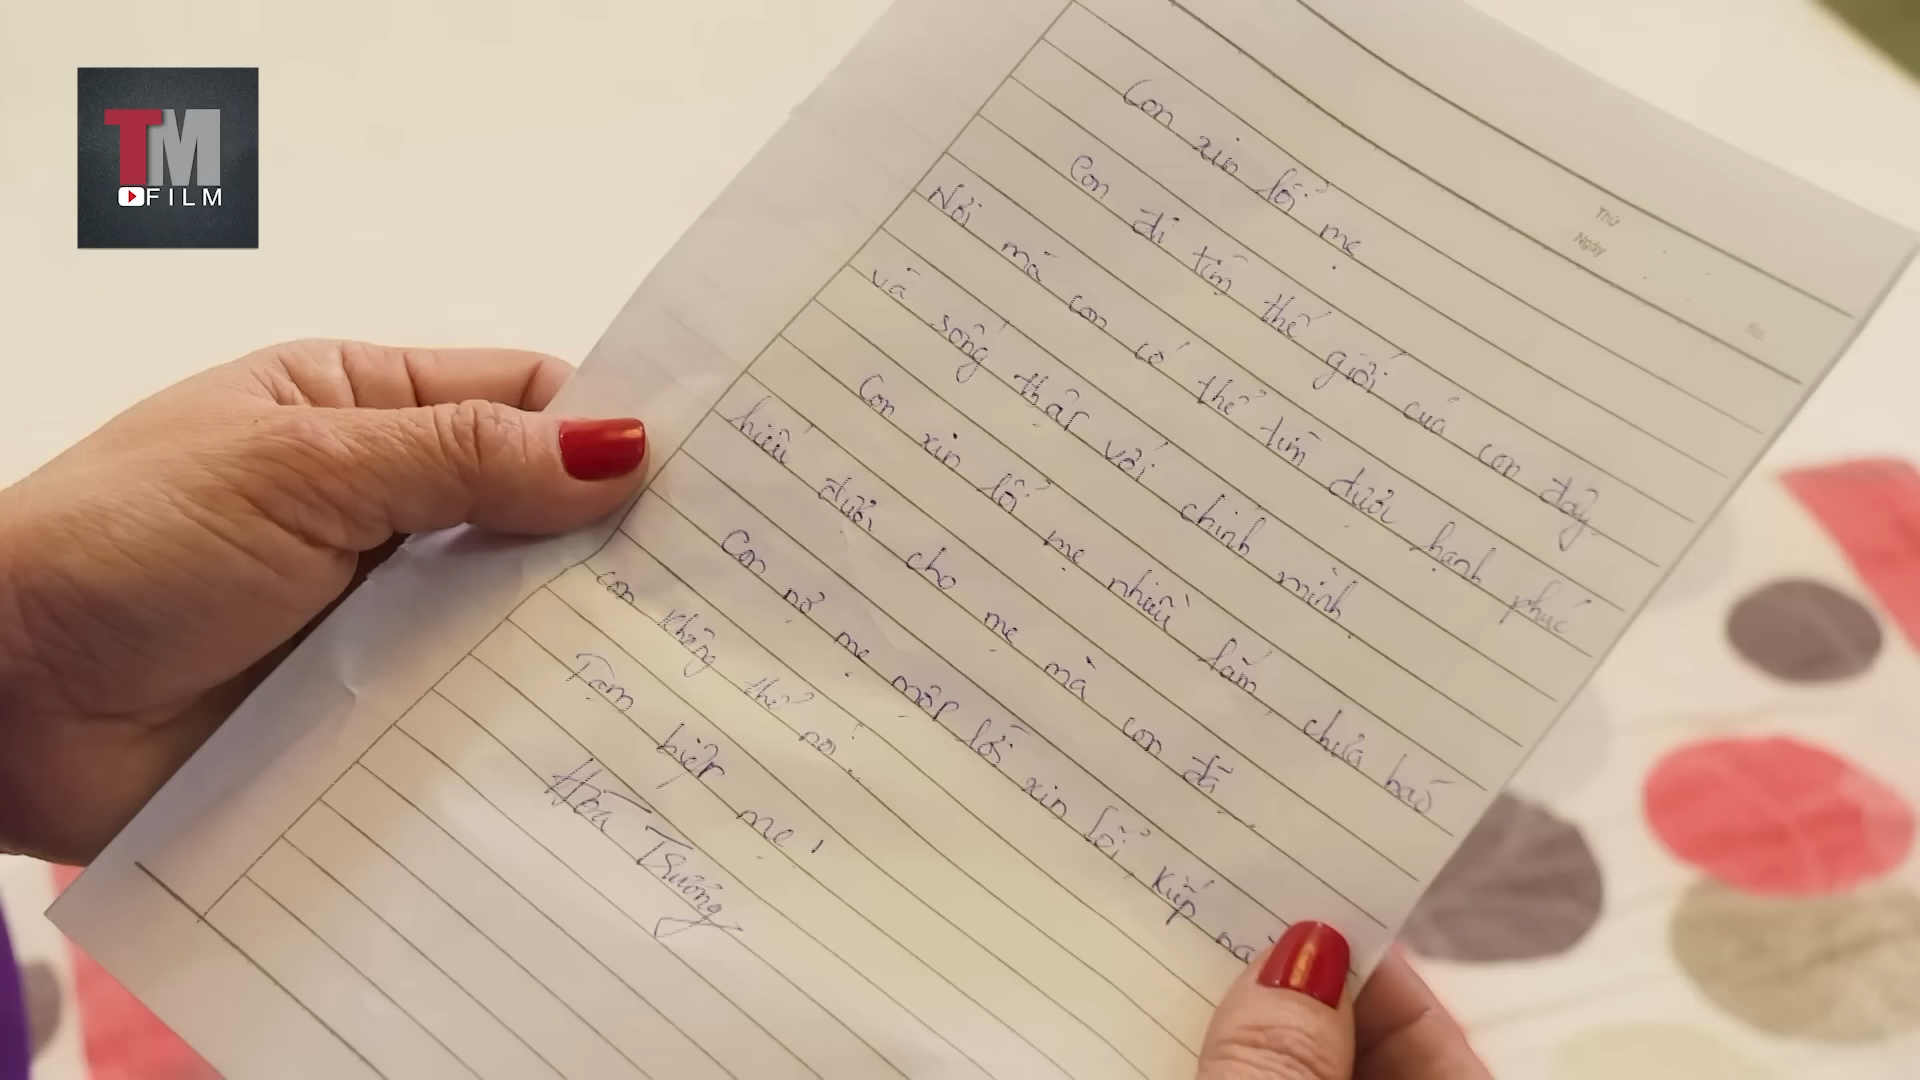 TM
FILM
Thứ
Ngày
No.
Con xin lỗi mẹ
Con đi tìm thế giới của con đây.
Nơi mà con có thể tìm được hạnh phúc
và sống thật với chính mình.
Con xin lỗi mẹ nhiều lắm, chưa báo
hiếu được cho mẹ mà con đã...
Con nợ mẹ một lời xin lỗi, kiếp
con không thể nói...
Tạm biệt mẹ!
Hòa Trương